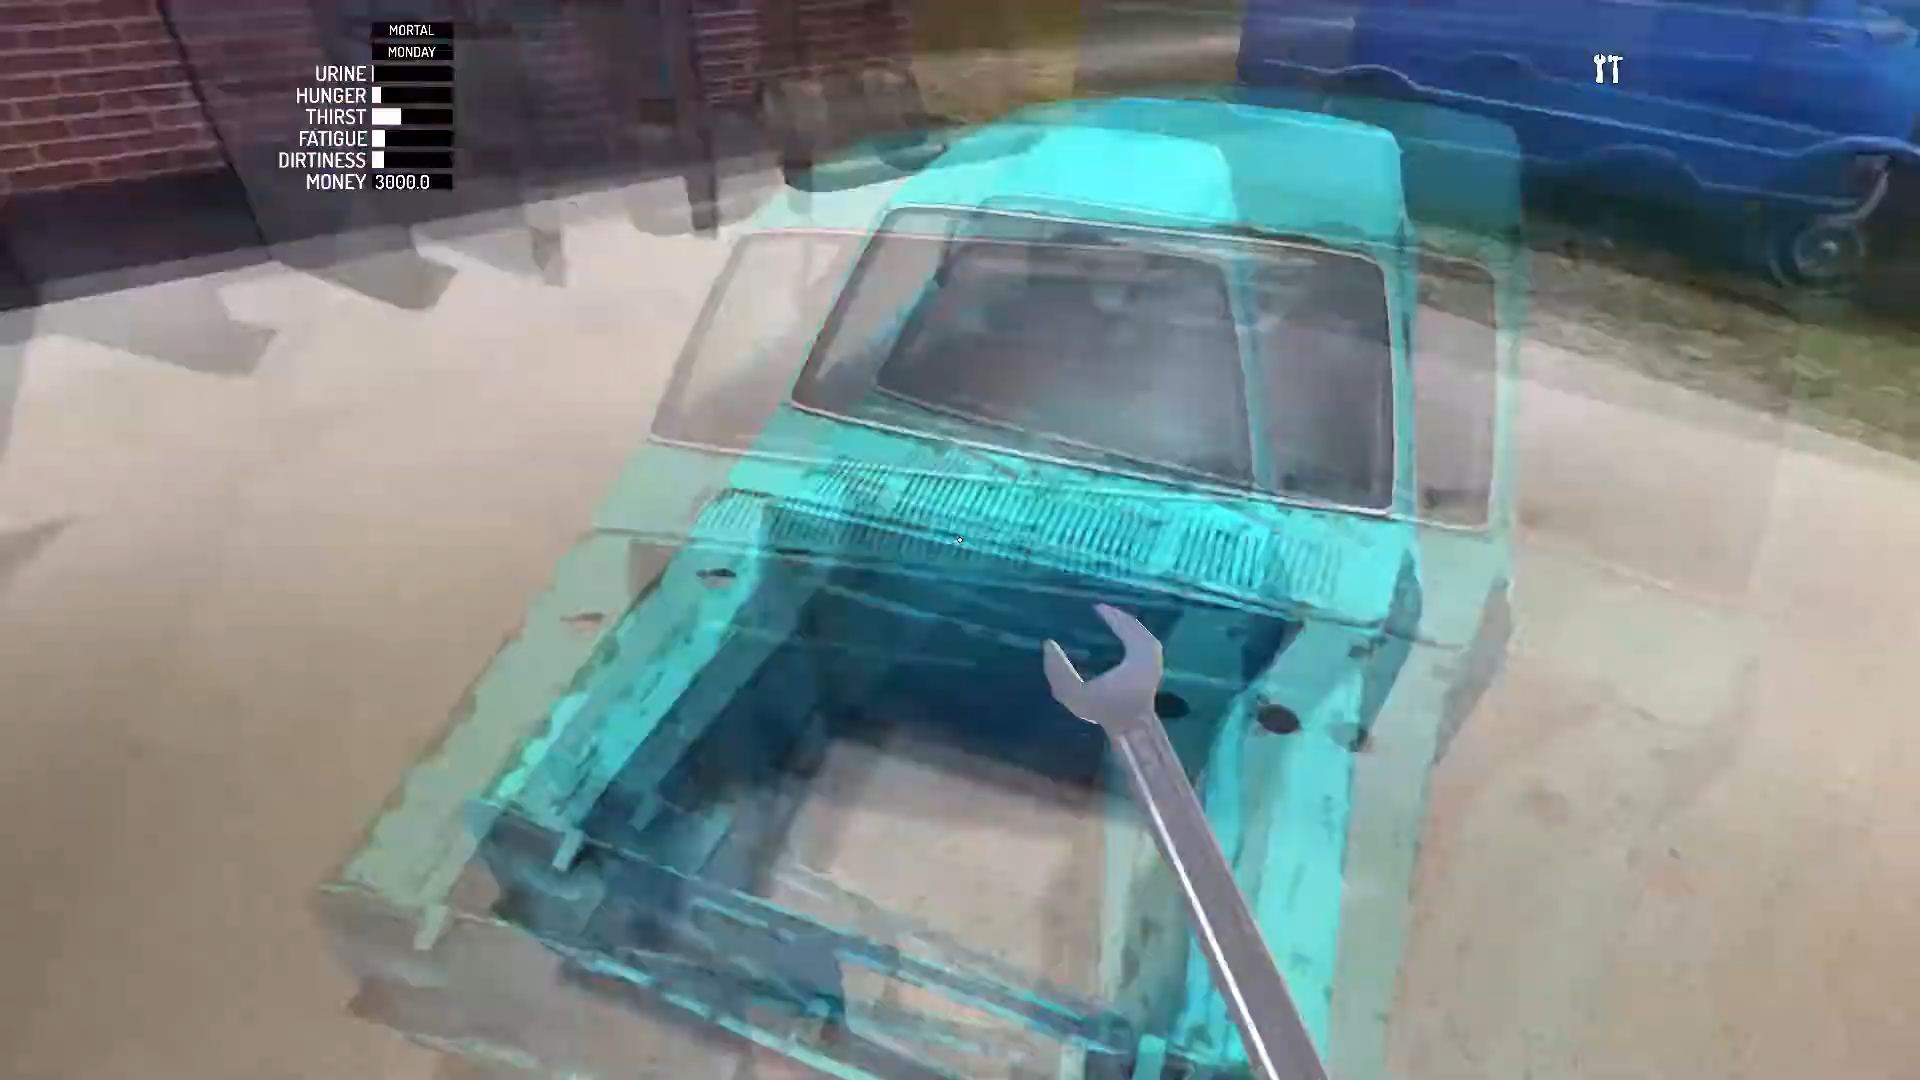 MORTAL
MONDAY
URINE
HUNGER
THIRST
FATIGUE
DIRTINESS
MONEY 3000.0